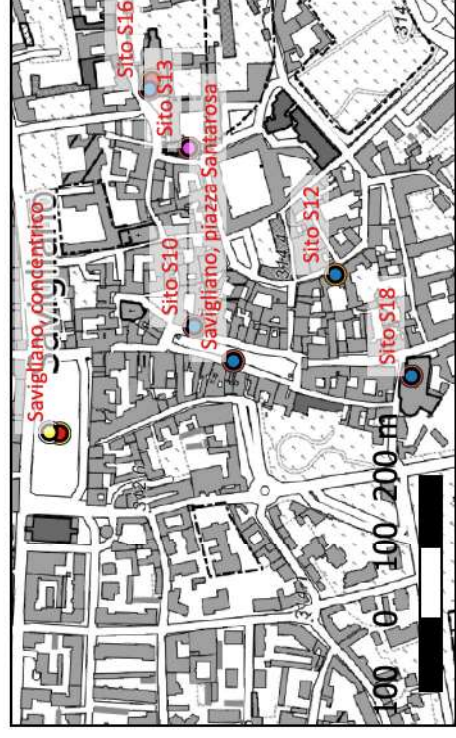 Savigliano, concentrico
Savigliano
Sito S16
Sito S13
Sito S10
Savigliano, piazza Santarosa
Sito S12
Sito S18
100 0 100 200 m